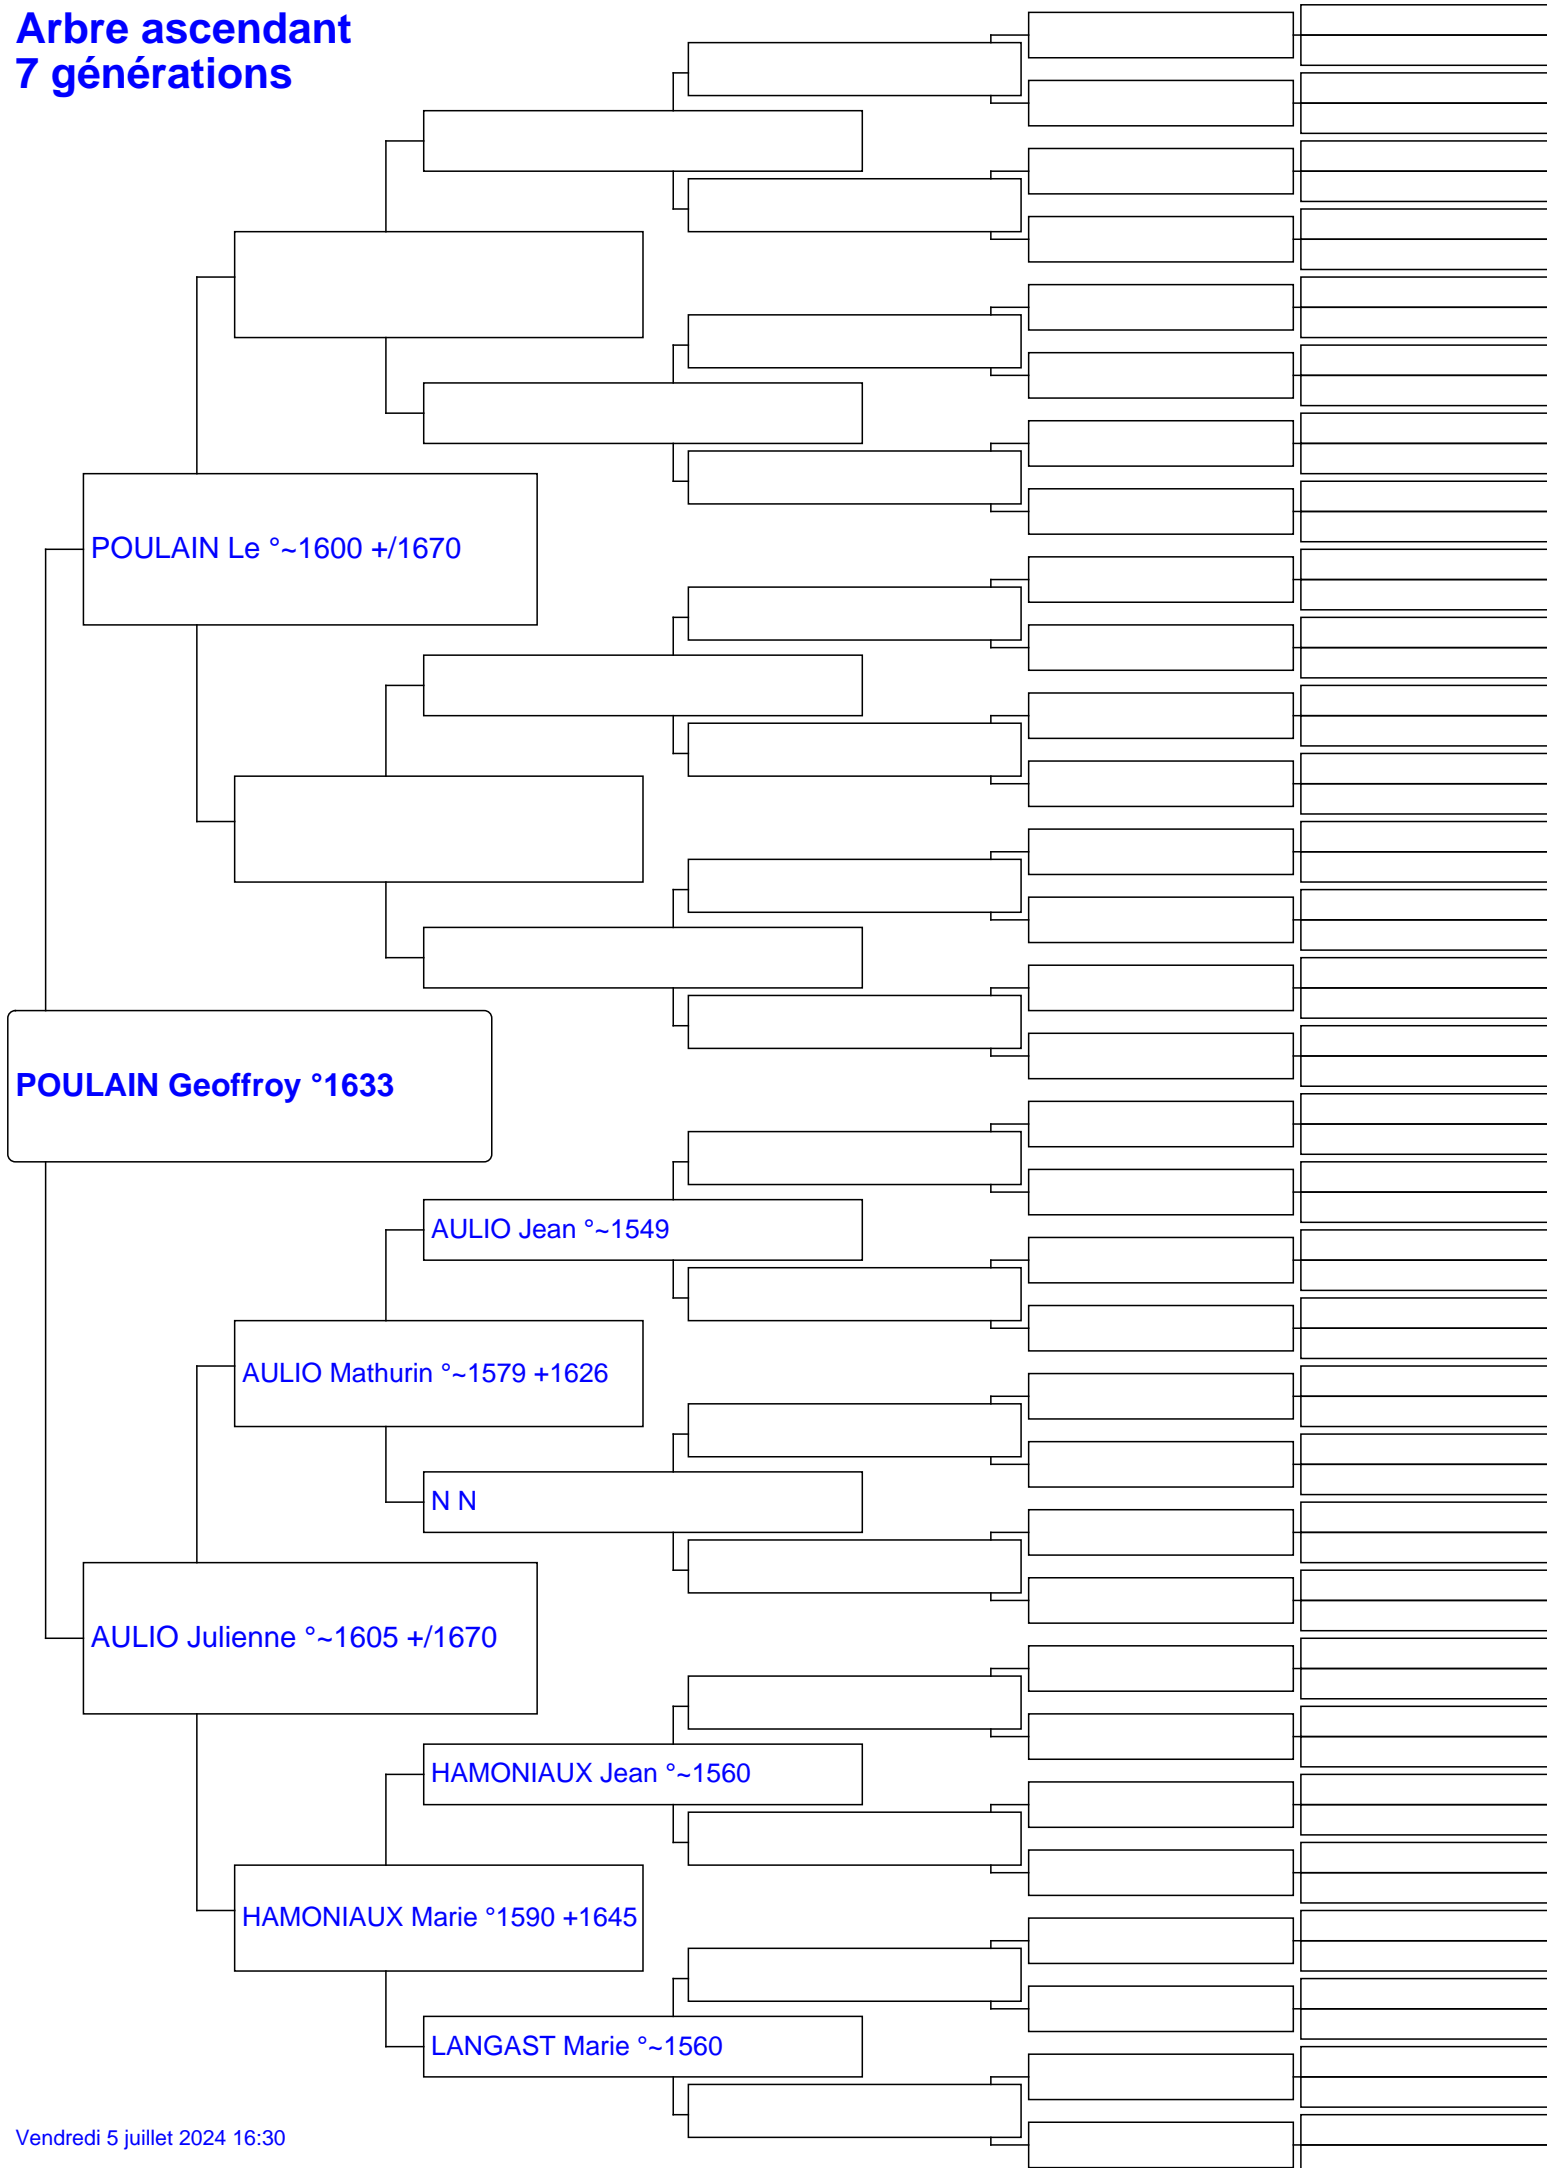 Arbre ascendant
7 générations
POULAIN Le °~1600 +/1670
POULAIN Geoffroy °1633
AULIO Jean °~1549
AULIO Mathurin °~1579 +1626
N N
AULIO Julienne °~1605 +/1670
HAMONIAUX Jean °~1560
HAMONIAUX Marie °1590 +1645
LANGAST Marie °~1560
Vendredi 5 juillet 2024 16:30